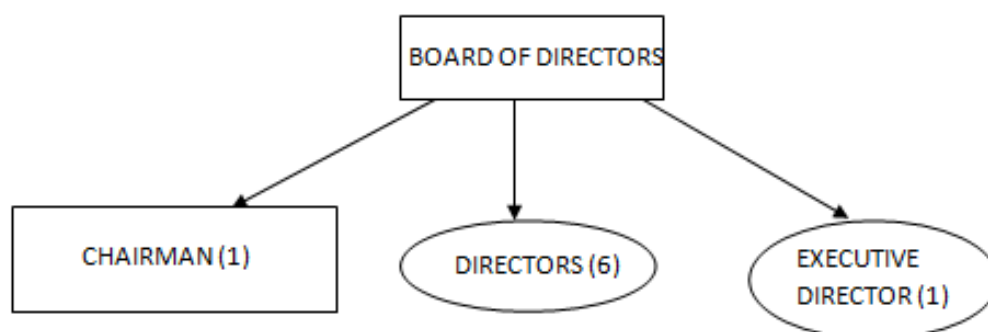 BOARD OF DIRECTORS
CHAIRMAN (1)
DIRECTORS (6)
EXECUTIVE
DIRECTOR (1)